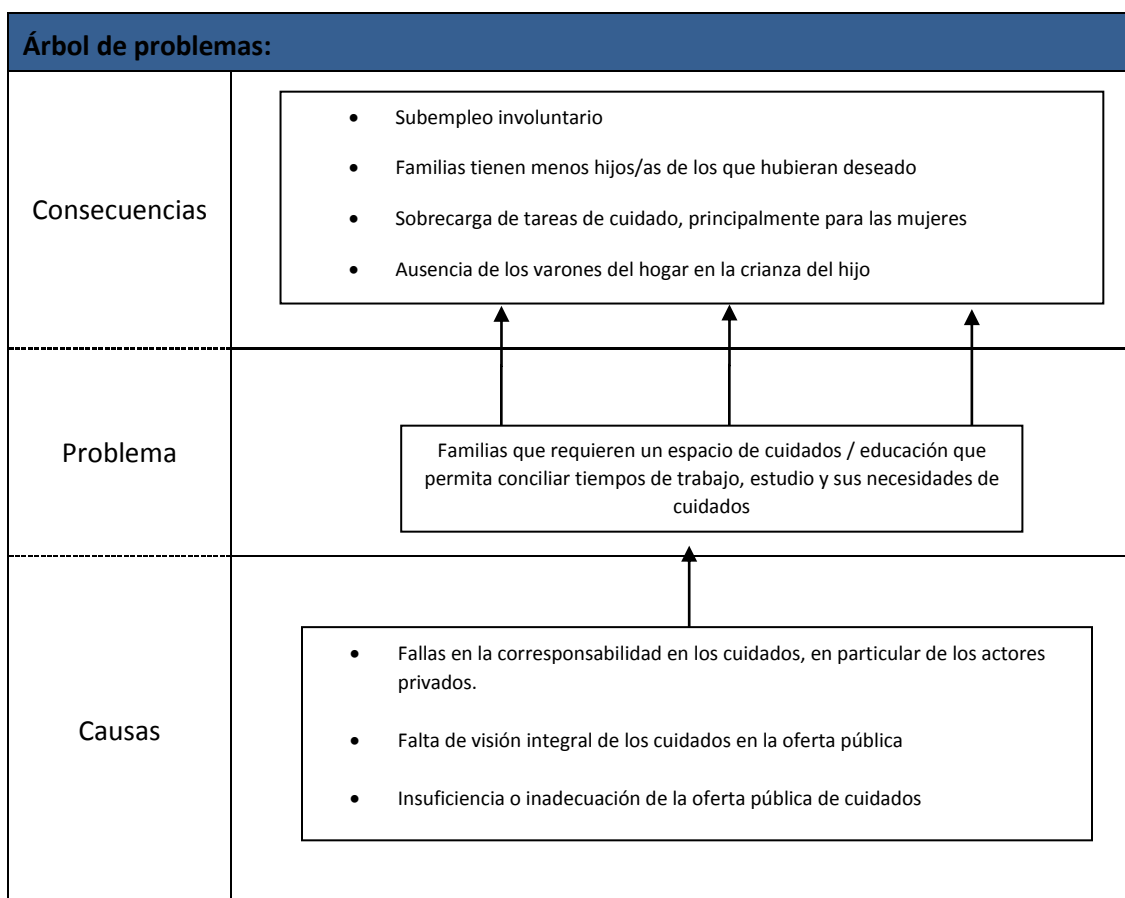 Árbol de problemas:
Consecuencias
• Subempleo involuntario
• Familias tienen menos hijos/as de los que hubieran deseado
• Sobrecarga de tareas de cuidado, principalmente para las mujeres
• Ausencia de los varones del hogar en la crianza del hijo
Problema
Familias que requieren un espacio de cuidados / educación que
permita conciliar tiempos de trabajo, estudio y sus necesidades de
cuidados
Causas
• Fallas en la corresponsabilidad en los cuidados, en particular de los actores
privados.
• Falta de visión integral de los cuidados en la oferta pública
• Insuficiencia o inadecuación de la oferta pública de cuidados